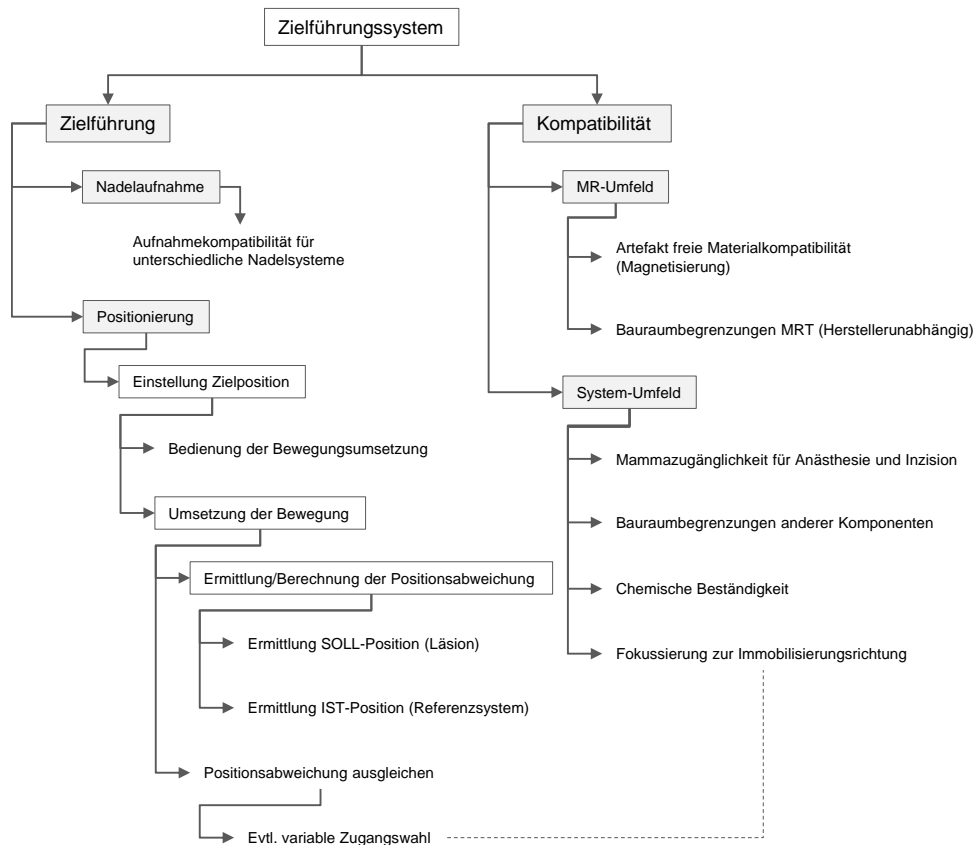 Zielführungssystem
Zielführung
Nadelaufnahme
Aufnahmekompatibilität für
unterschiedliche Nadelsysteme
Positionierung
Einstellung Zielposition
Bedienung der Bewegungsumsetzung
Umsetzung der Bewegung
Ermittlung/Berechnung der Positionsabweichung
Ermittlung SOLL-Position (Läsion)
Ermittlung IST-Position (Referenzsystem)
Positionsabweichung ausgleichen
Evtl. variable Zugangswahl
Kompatibilität
MR-Umfeld
Artefakt freie Materialkompatibilität
(Magnetisierung)
Bauraumbegrenzungen MRT (Herstellerunabhängig)
System-Umfeld
Mammazugänglichkeit für Anästhesie und Inzision
Bauraumbegrenzungen anderer Komponenten
Chemische Beständigkeit
Fokussierung zur Immobilisierungsrichtung